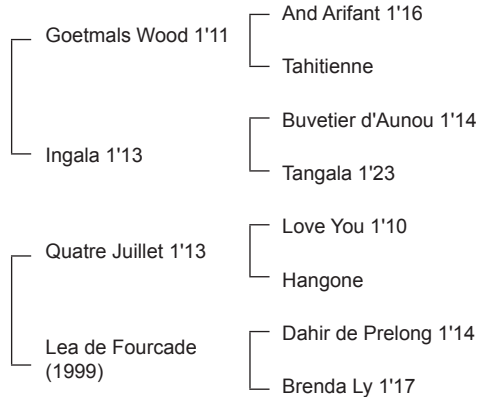 And Arifant 1'16
Goetmals Wood 1'11
Tahitienne
Buvetier d'Aunou 1'14
Ingala 1'13
Tangala 1'23
Love You 1'10
Quatre Juillet 1'13
Hangone
Dahir de Prelong 1'14
Lea de Fourcade
(1999)
Brenda Ly 1'17